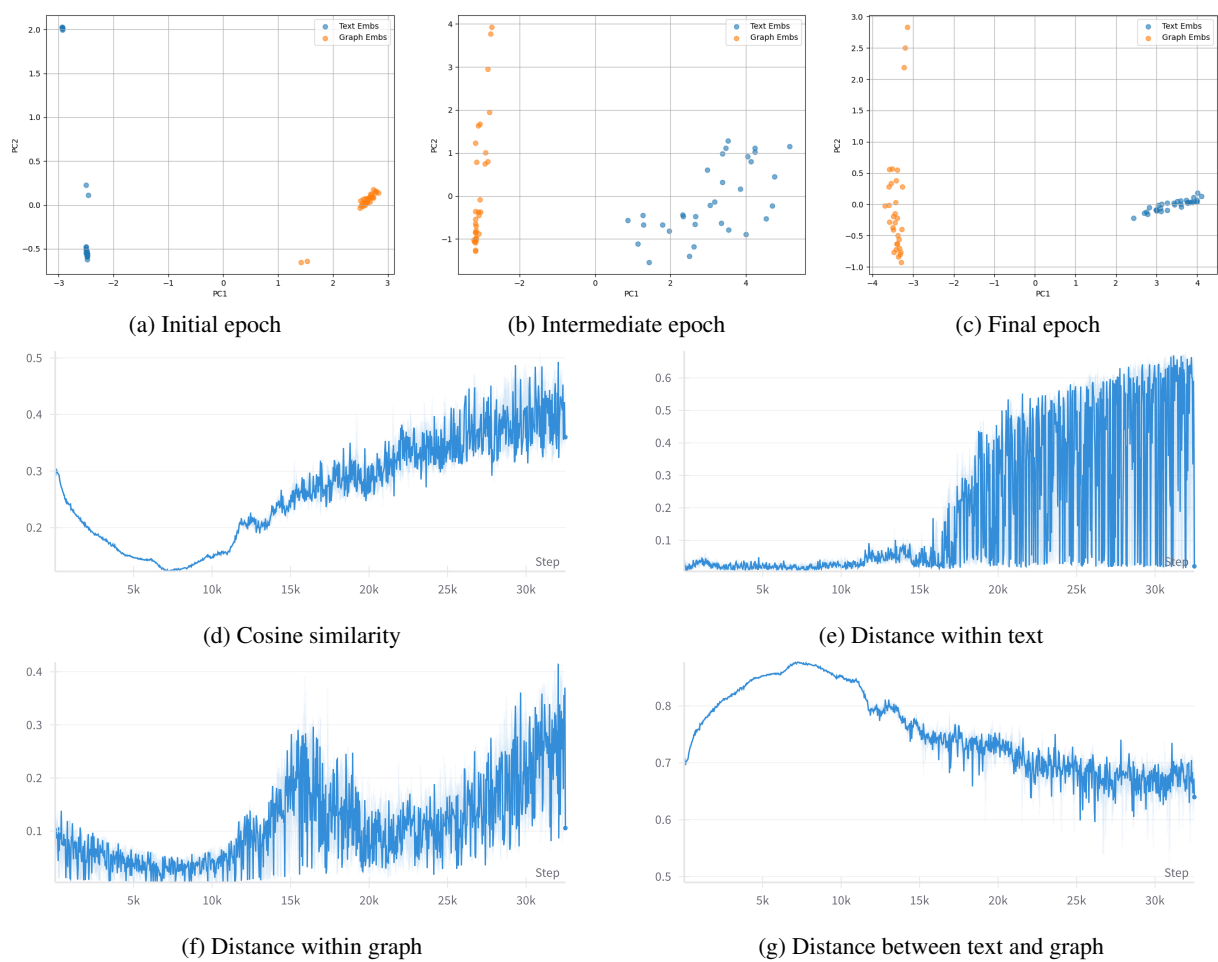 2.0
1.5
1.0
0.5
0.0
−0.5
PC2
−3 −2 −1 0 1 2 3
PC1
Text Embs
Graph Embs
(a) Initial epoch
4
3
2
1
0
−1
PC2
−2 0 2 4
PC1
Text Embs
Graph Embs
(b) Intermediate epoch
3.0
2.5
2.0
1.5
1.0
0.5
0.0
−0.5
−1.0
PC2
−4 −3 −2 −1 0 1 2 3 4
PC1
Text Embs
Graph Embs
(c) Final epoch
0.5
0.4
0.3
0.2
Step
5k 10k 15k 20k 25k 30k
(d) Cosine similarity
0.6
0.5
0.4
0.3
0.2
0.1
Step
5k 10k 15k 20k 25k 30k
(e) Distance within text
0.4
0.3
0.2
0.1
Step
5k 10k 15k 20k 25k 30k
(f) Distance within graph
0.8
0.7
0.6
0.5
Step
5k 10k 15k 20k 25k 30k
(g) Distance between text and graph